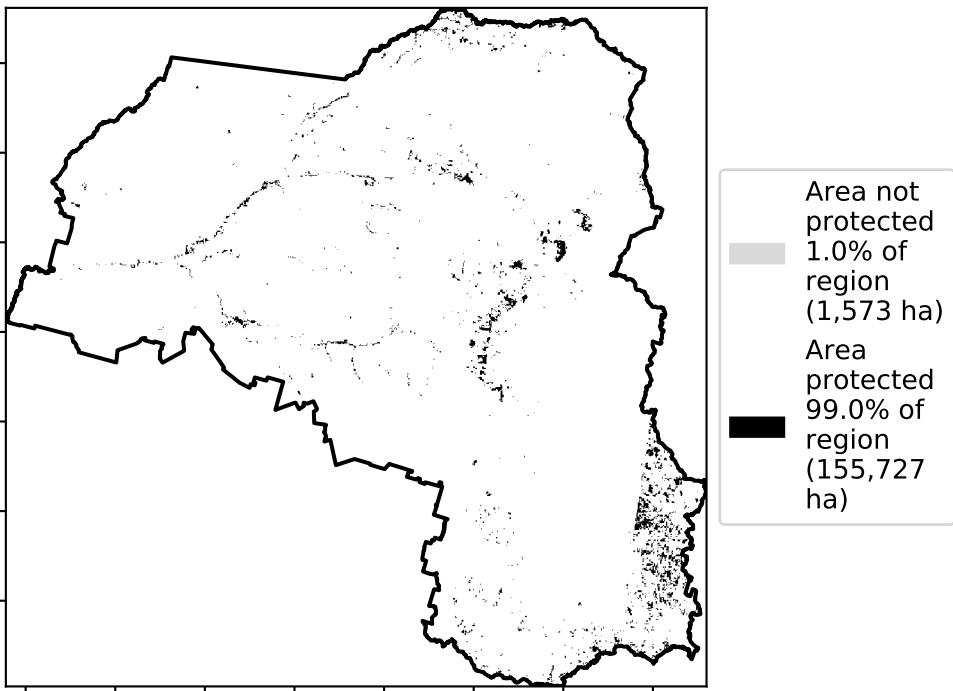 Area not
protected
1.0% of
region
(1,573 ha)
Area
protected
99.0% of
region
(155,727
ha)